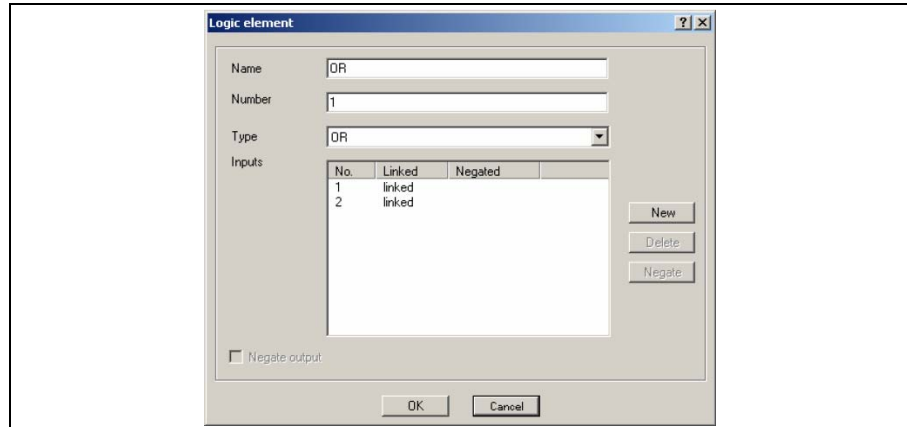 Logic element
Name OR
Number 1
Type OR
Inputs
No. Linked Negated
1 linked
2 linked
New
Delete
Negate
Negate output
OK Cancel